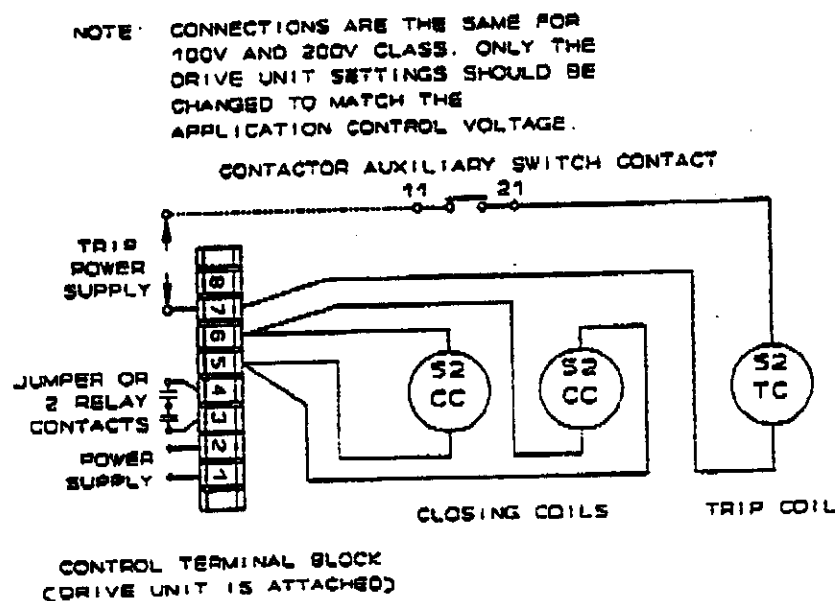 NOTE: CONNECTIONS ARE THE SAME FOR
100V AND 200V CLASS. ONLY THE
DRIVE UNIT SETTINGS SHOULD BE
CHANGED TO MATCH THE
APPLICATION CONTROL VOLTAGE.
CONTACTOR AUXILIARY SWITCH CONTACT
11 21
TRIP
POWER
SUPPLY
8
7
6
5
4
3
2
1
JUMPER OR
2 RELAY
CONTACTS
POWER
SUPPLY
52
CC
CC
52
TC
CLOSING COILS
TRIP COIL
CONTROL TERMINAL BLOCK
(DRIVE UNIT IS ATTACHED)